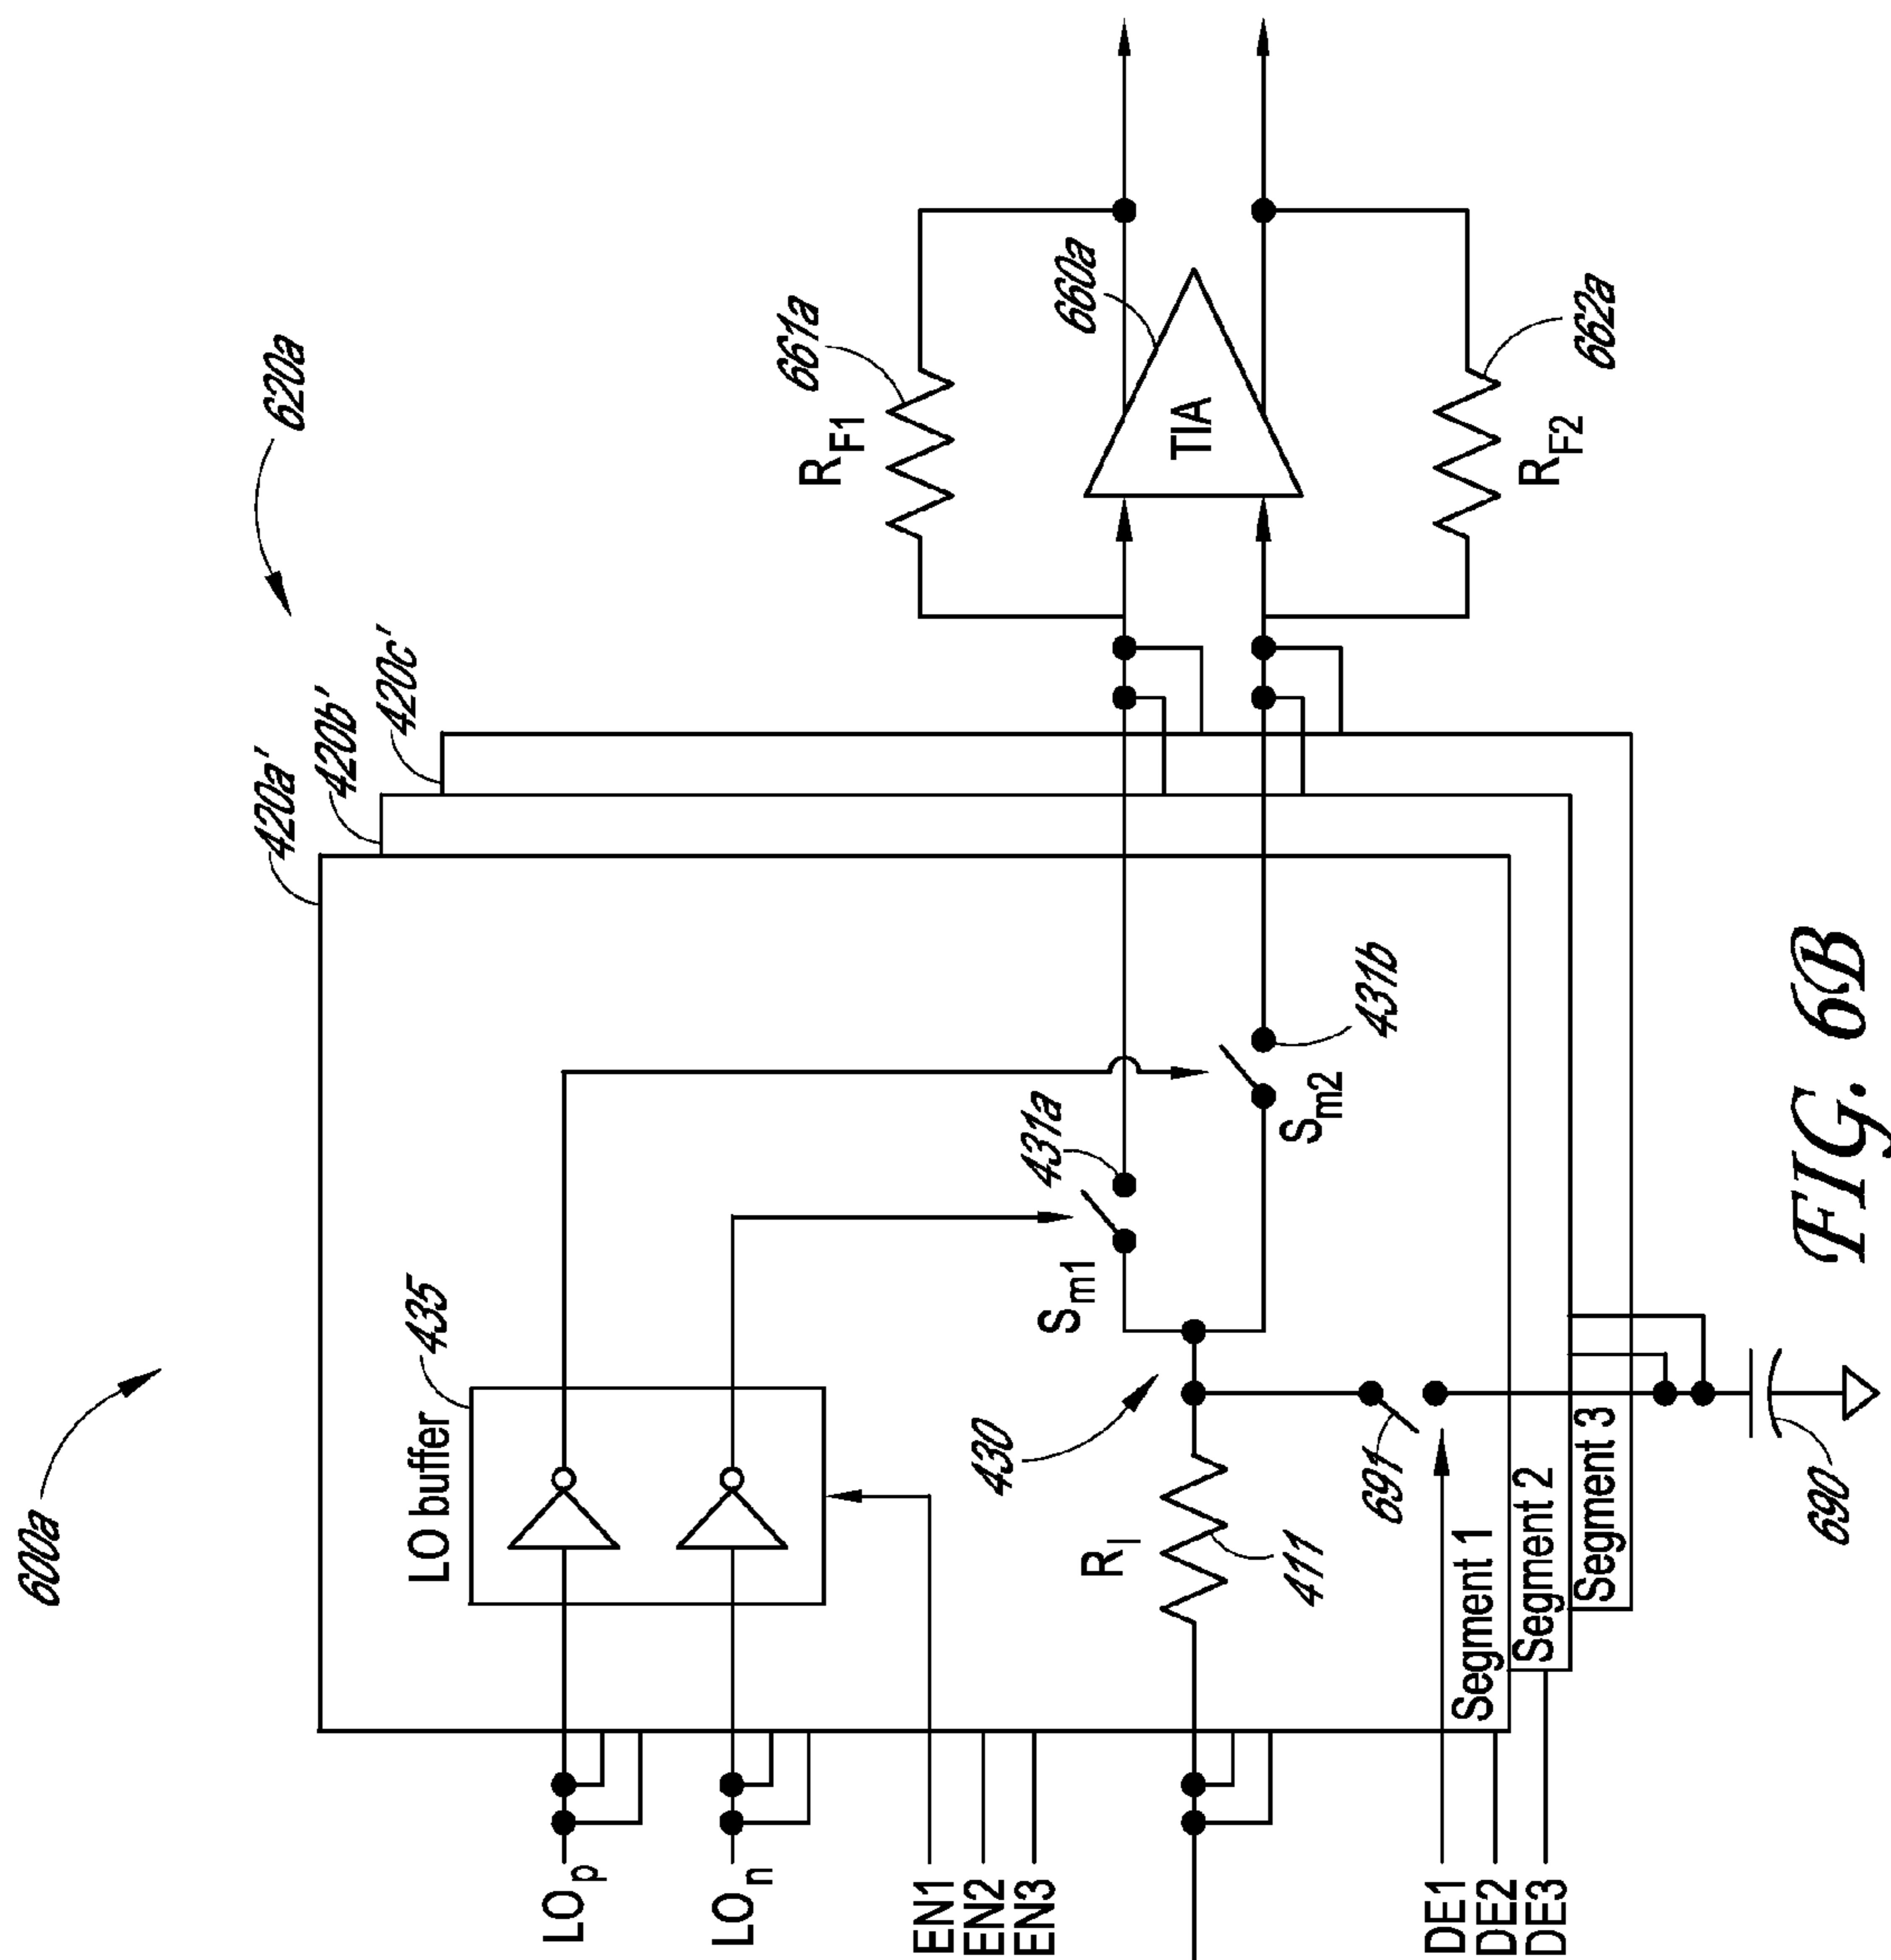 600a
620a
420a'
420b'
420c'
435
LO buffer
661a
R_F1
660a
TIA
662a
R_F2
LO_p
LO_n
EN1
EN2
EN3
S_m1
431a
S_m2
431b
430
R_I
411
691
DE1
DE2
DE3
Segment 1
Segment 2
Segment 3
690
FIG. 6B